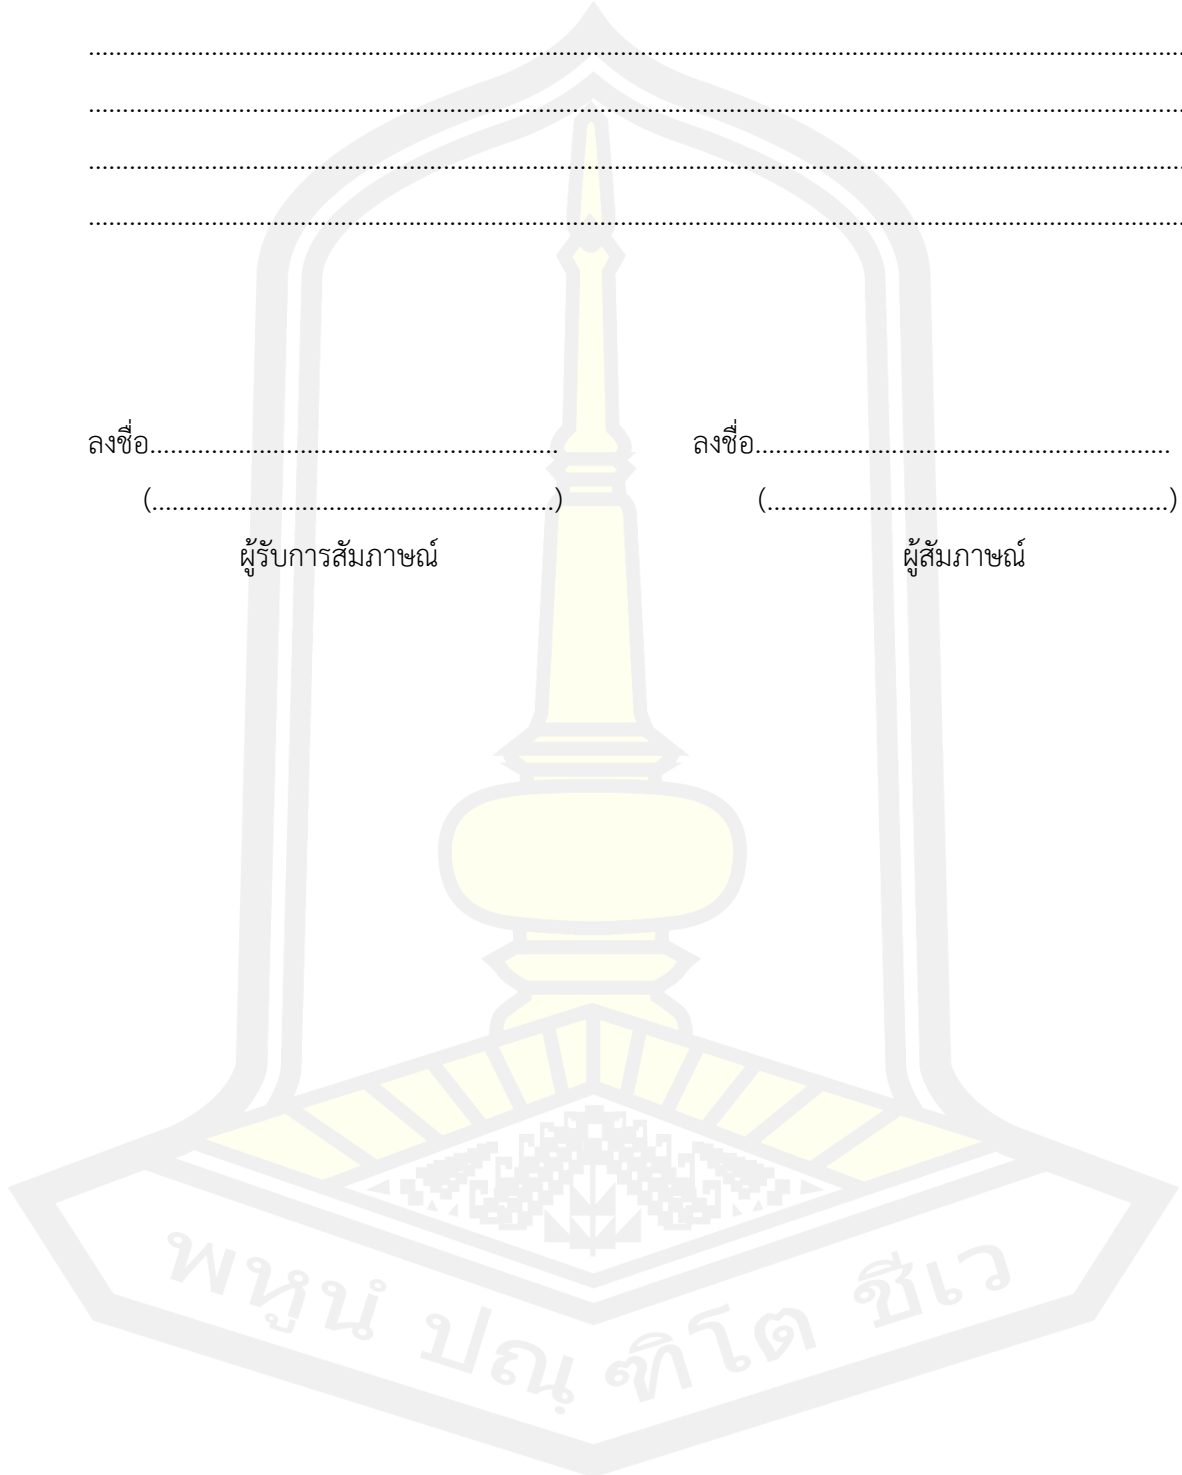 ................................................................................................................................................................
................................................................................................................................................................
................................................................................................................................................................
................................................................................................................................................................
ลงชื่อ............................................................ ลงชื่อ.............................................................
(...........................................................) (...........................................................)
ผู้รับการสัมภาษณ์ ผู้สัมภาษณ์
พหูนํ ปณฺฑิโต ชีเว